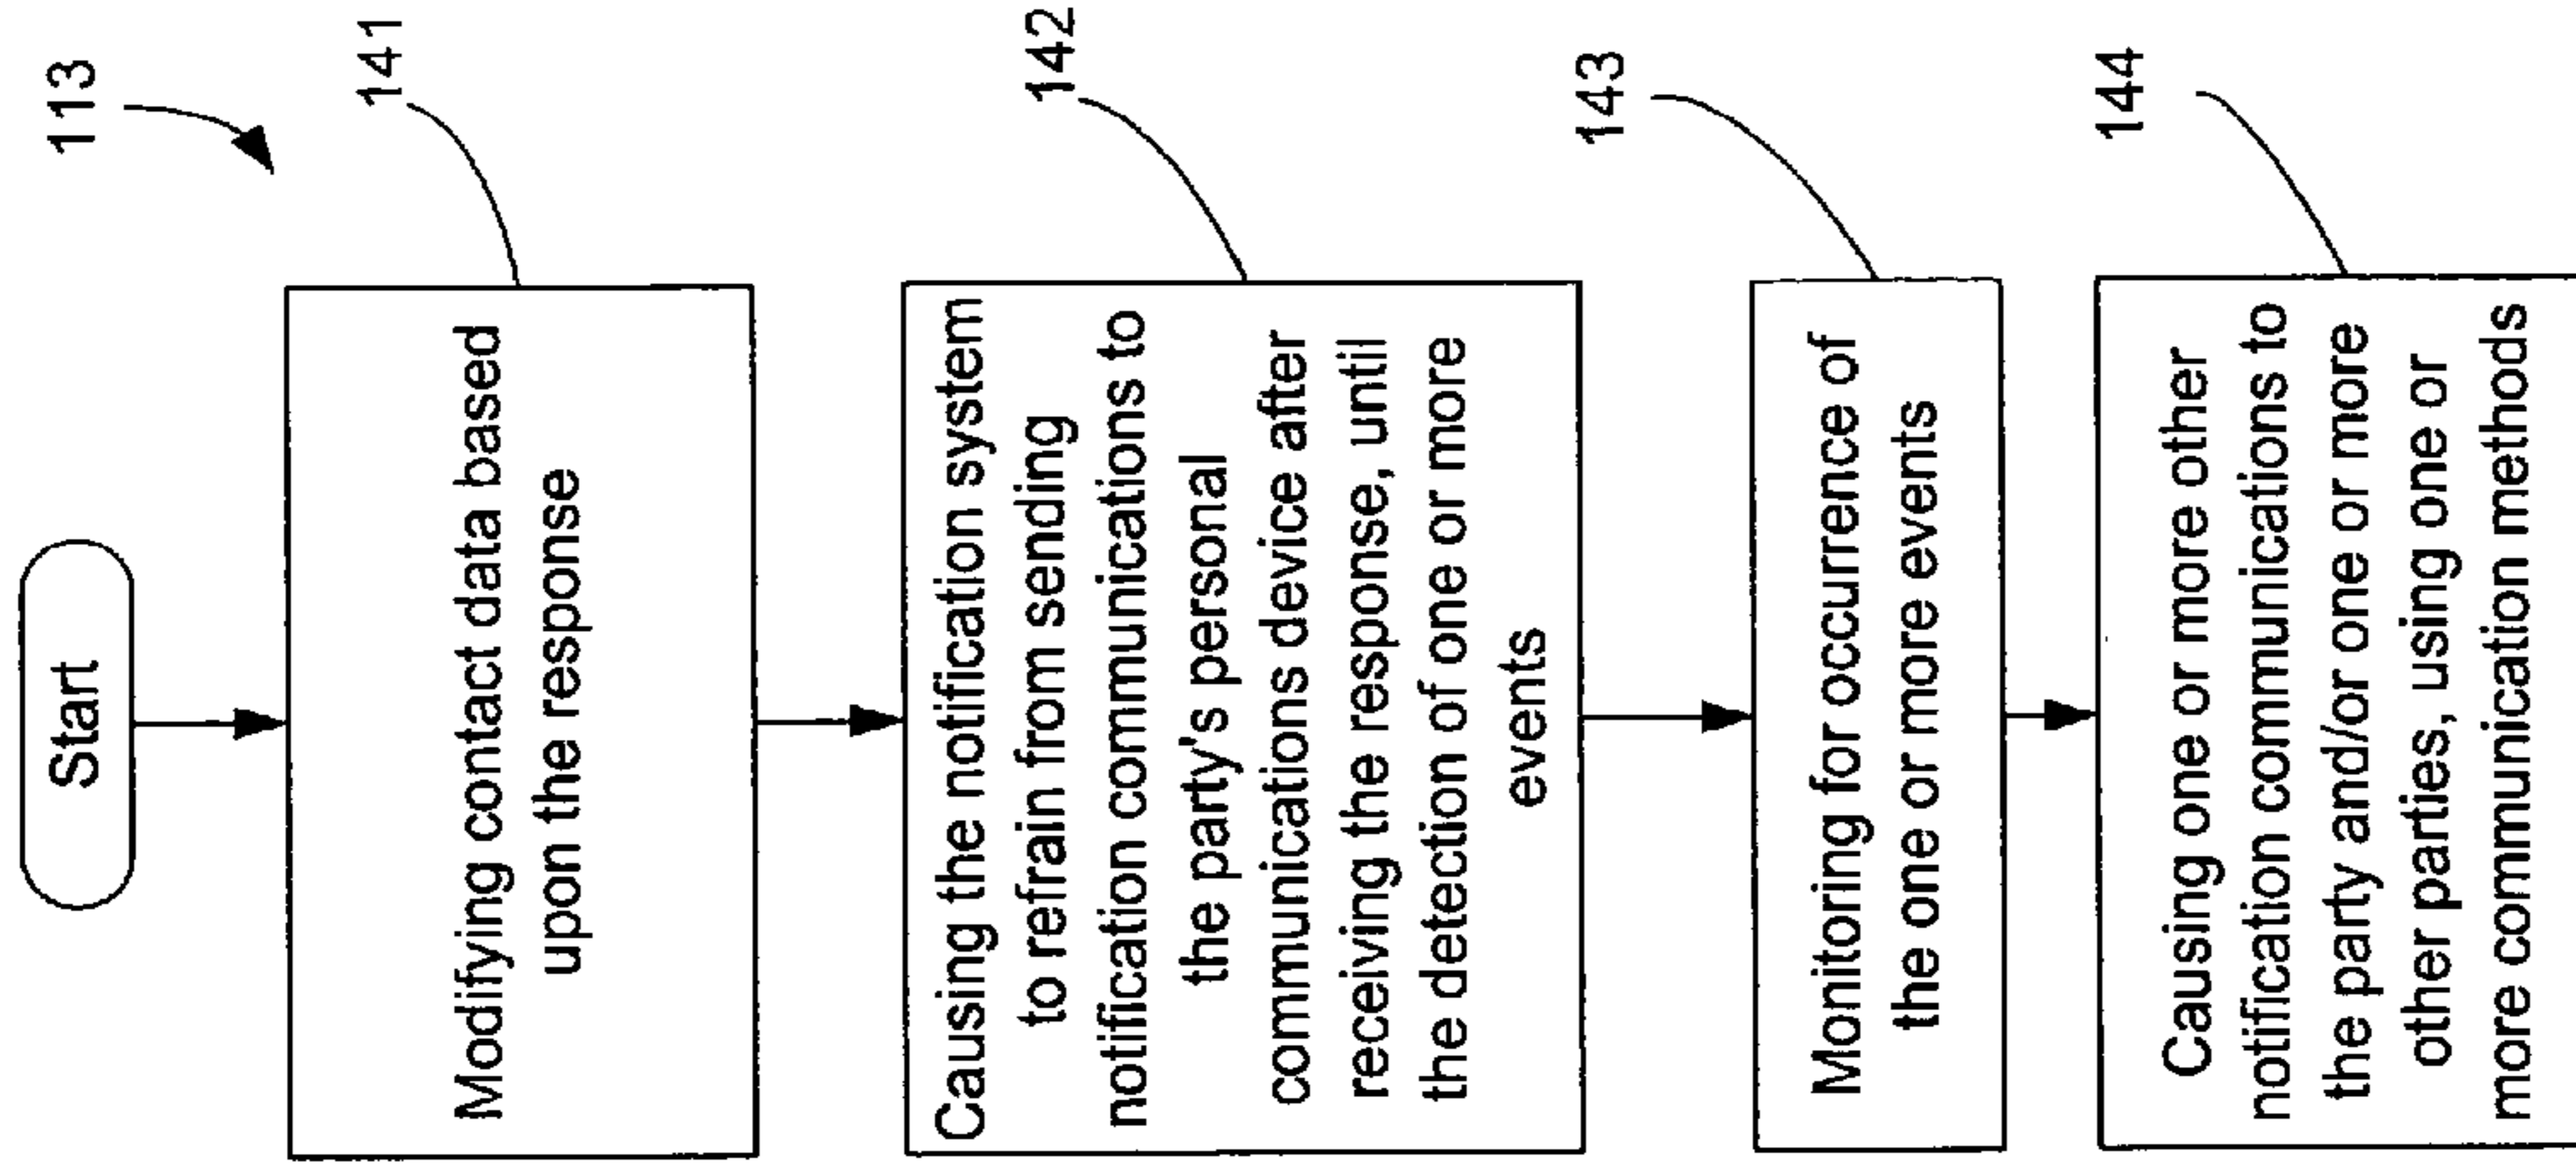 113
Start
141
Modifying contact data based
upon the response
142
Causing the notification system
to refrain from sending
notification communications to
the party's personal
communications device after
receiving the response, until
the detection of one or more
events
143
Monitoring for occurrence of
the one or more events
144
Causing one or more other
notification communications to
the party and/or one or more
other parties, using one or
more communication methods